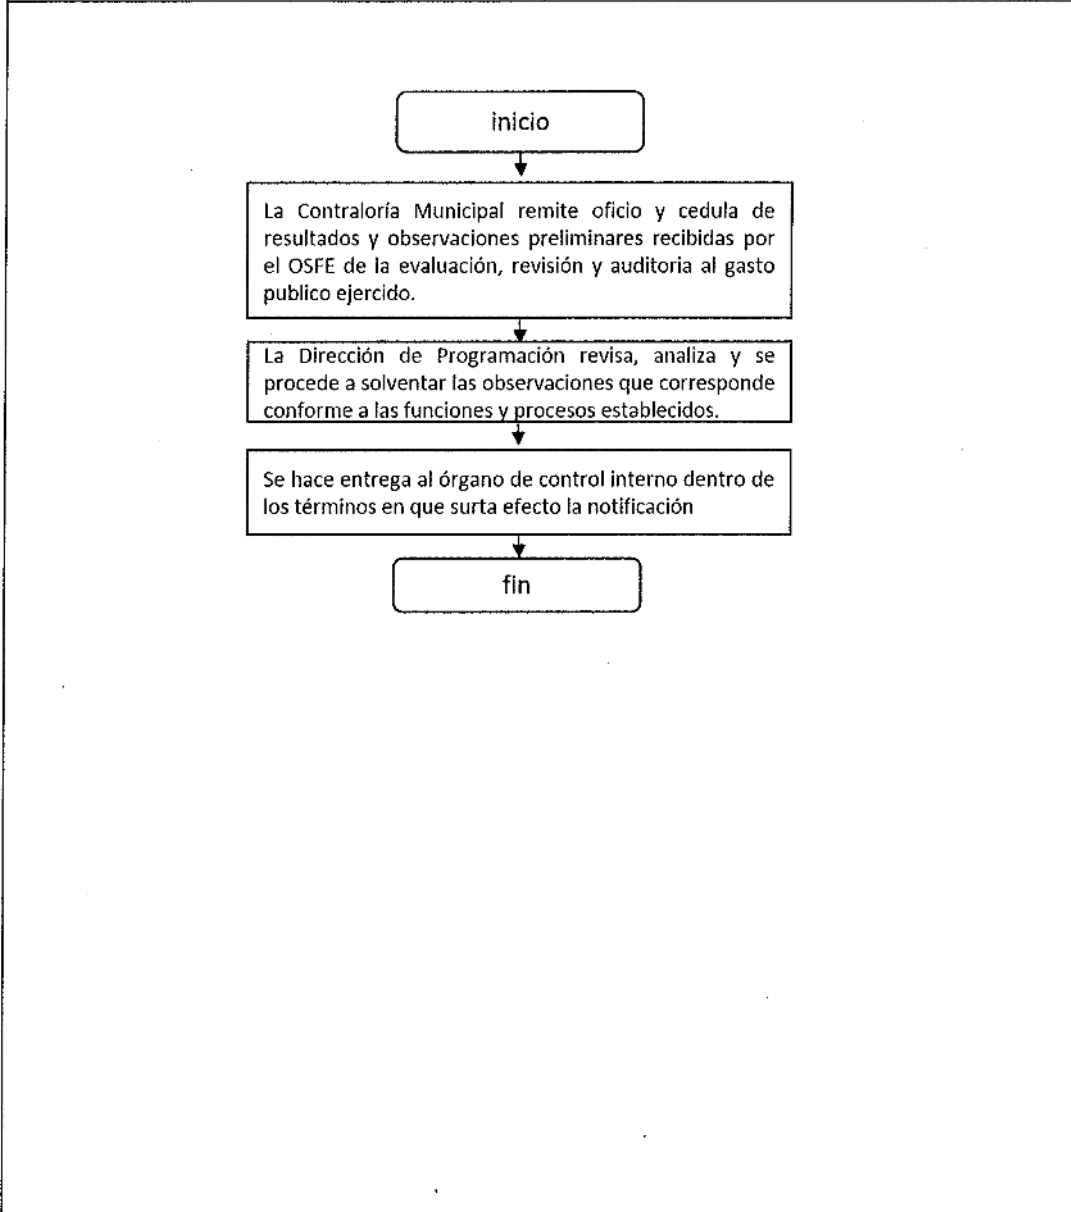 inicio
La Contraloría Municipal remite oficio y cedula de
resultados y observaciones preliminares recibidas por
el OSFE de la evaluación, revisión y auditoria al gasto
publico ejercido.
La Dirección de Programación revisa, analiza y se
procede a solventar las observaciones que corresponde
conforme a las funciones y procesos establecidos.
Se hace entrega al órgano de control interno dentro de
los términos en que surta efecto la notificación
fin